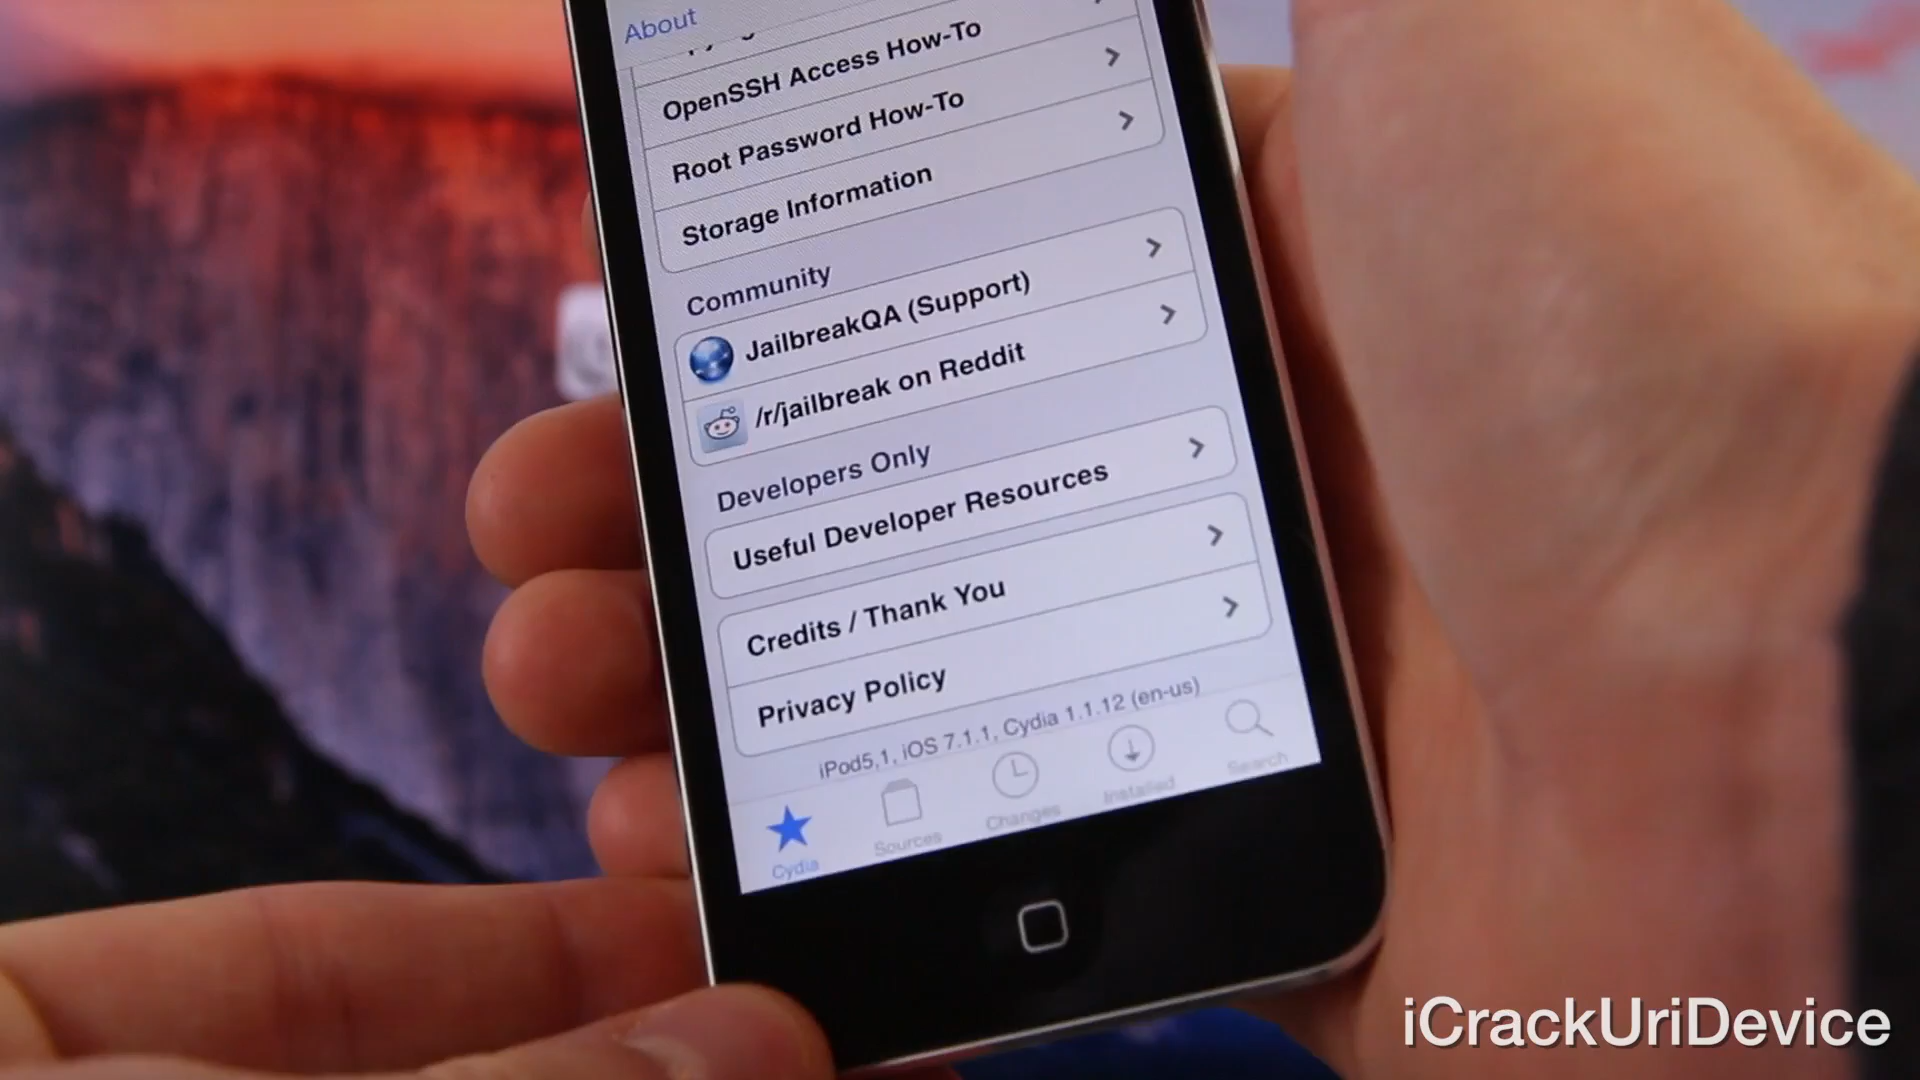 About
OpenSSH Access How-To
Root Password How-To
Storage Information
Community
JailbreakQA (Support)
/r/jailbreak on Reddit
Developers Only
Useful Developer Resources
Credits / Thank You
Privacy Policy
iPod5,1, iOS 7.1.1, Cydia 1.1.12 (en-us)
Cydia
Sources
Changes
Installed
Search
iCrackUriDevice